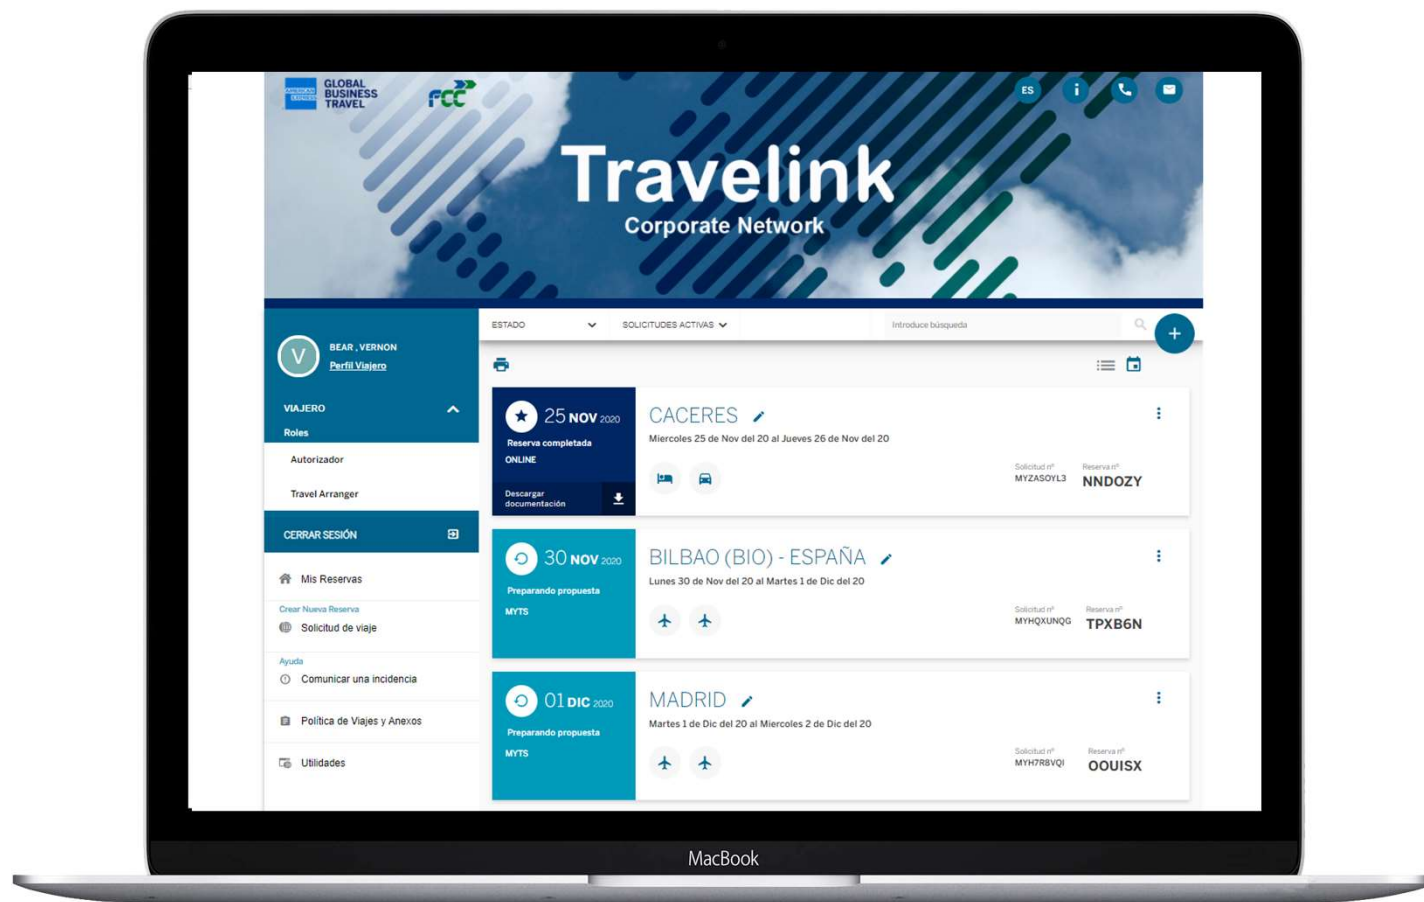 AMERICAN
EXPRESS
GLOBAL
BUSINESS
TRAVEL
FCC
ES
i
Travelink
Corporate Network
V
BEAR , VERNON
Perfil Viajero
VIAJERO
Roles
Autorizador
Travel Arranger
CERRAR SESIÓN
Mis Reservas
Crear Nueva Reserva
Solicitud de viaje
Ayuda
Comunicar una incidencia
Política de Viajes y Anexos
Utilidades
ESTADO
SOLICITUDES ACTIVAS
Introduce búsqueda
+
25 NOV 2020
Reserva completada
ONLINE
Descargar
documentación
CACERES
Miercoles 25 de Nov del 20 al Jueves 26 de Nov del 20
Solicitud nº
MYZASOYL3
Reserva nº
NNDOZY
30 NOV 2020
Preparando propuesta
MYTS
BILBAO (BIO) - ESPAÑA
Lunes 30 de Nov del 20 al Martes 1 de Dic del 20
Solicitud nº
MYHQXUNQG
Reserva nº
TPXB6N
01 DIC 2020
Preparando propuesta
MYTS
MADRID
Martes 1 de Dic del 20 al Miercoles 2 de Dic del 20
Solicitud nº
MYH7R8VQI
Reserva nº
OOUISX
MacBook